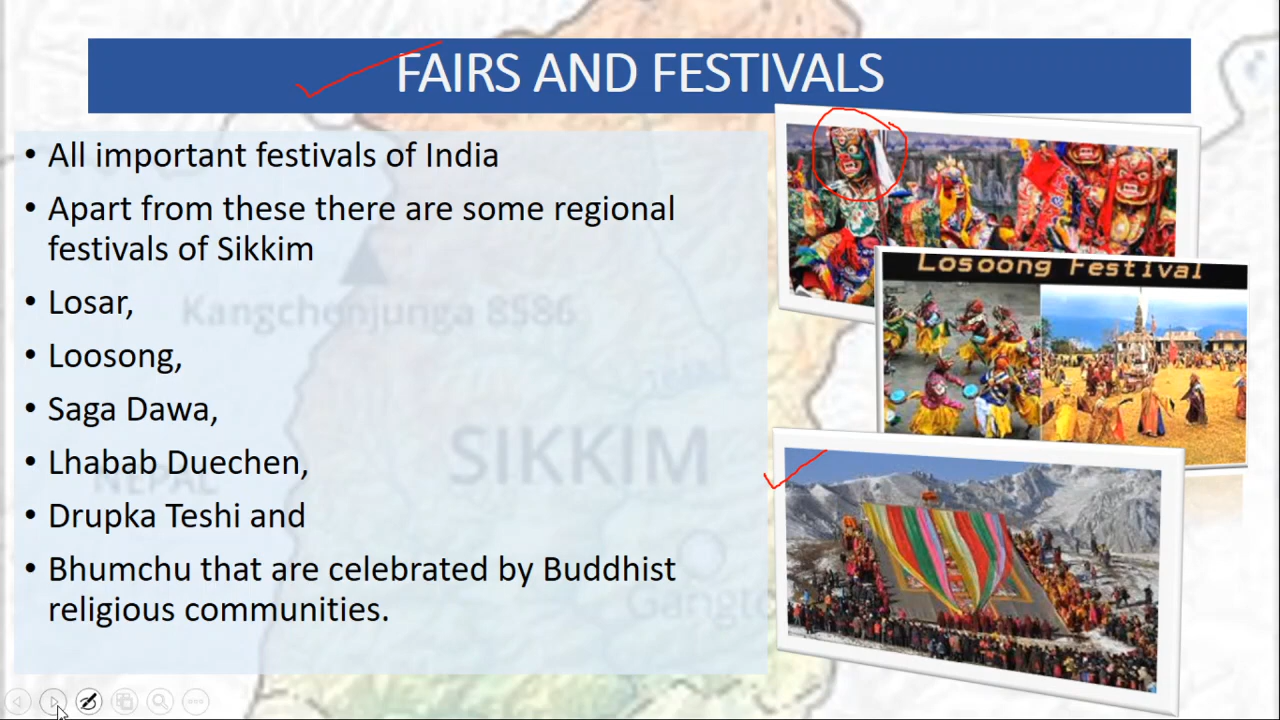 FAIRS AND FESTIVALS
• All important festivals of India
• Apart from these there are some regional
festivals of Sikkim
• Losar,
• Loosong,
• Saga Dawa,
• Lhabab Duechen,
• Drupka Teshi and
• Bhumchu that are celebrated by Buddhist
religious communities.
Losoong Festival
Kangchenjunga 8586
SIKKIM
NEPAL